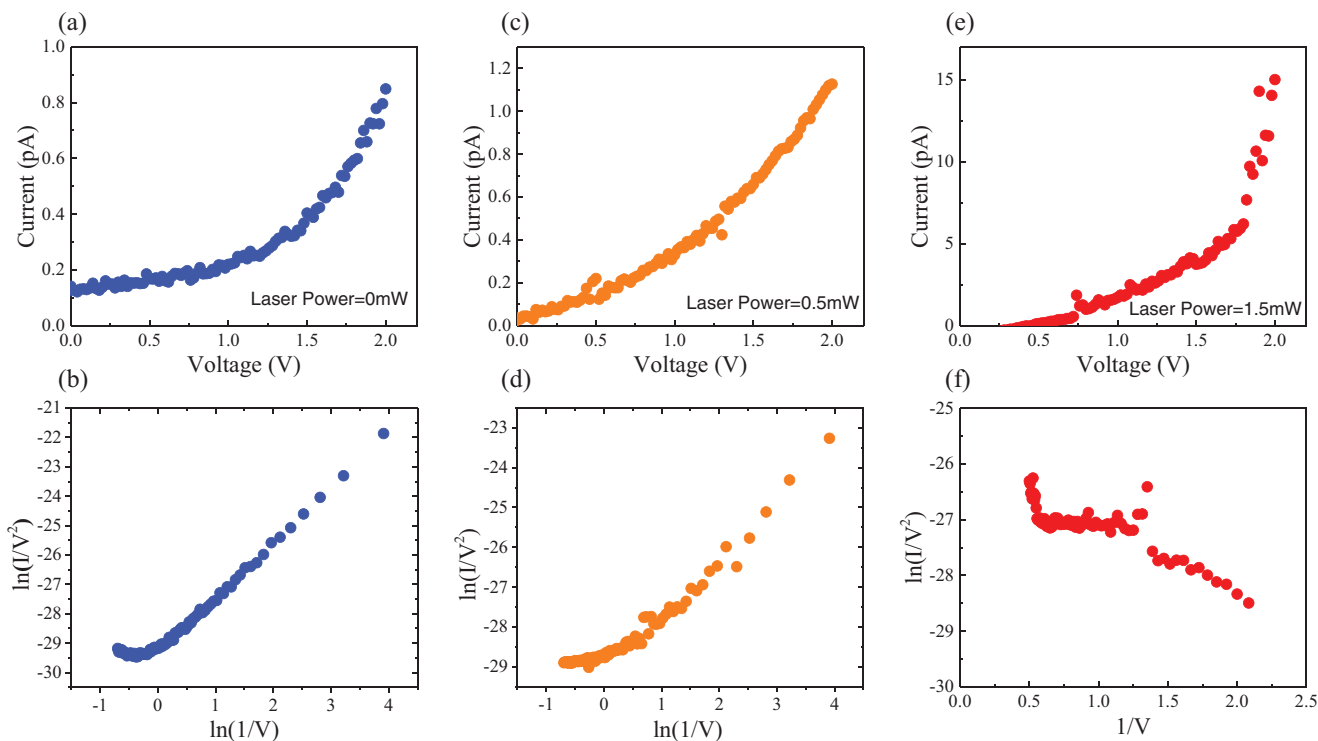 (a)
1.0
0.8
0.6
0.4
0.2
0.0
Current (pA)
0.0 0.5 1.0 1.5 2.0
Voltage (V)
Laser Power=0mW
(c)
1.2
1.0
0.8
0.6
0.4
0.2
0.0
Current (pA)
0.0 0.5 1.0 1.5 2.0
Voltage (V)
Laser Power=0.5mW
(e)
15
10
5
0
Current (pA)
0.0 0.5 1.0 1.5 2.0
Voltage (V)
Laser Power=1.5mW
(b)
-21
-22
-23
-24
-25
-26
-27
-28
-29
-30
ln(I/V²)
-1 0 1 2 3 4
ln(1/V)
(d)
-23
-24
-25
-26
-27
-28
-29
ln(I/V²)
-1 0 1 2 3 4
ln(1/V)
(f)
-25
-26
-27
-28
-29
-30
ln(I/V²)
0.0 0.5 1.0 1.5 2.0 2.5
1/V